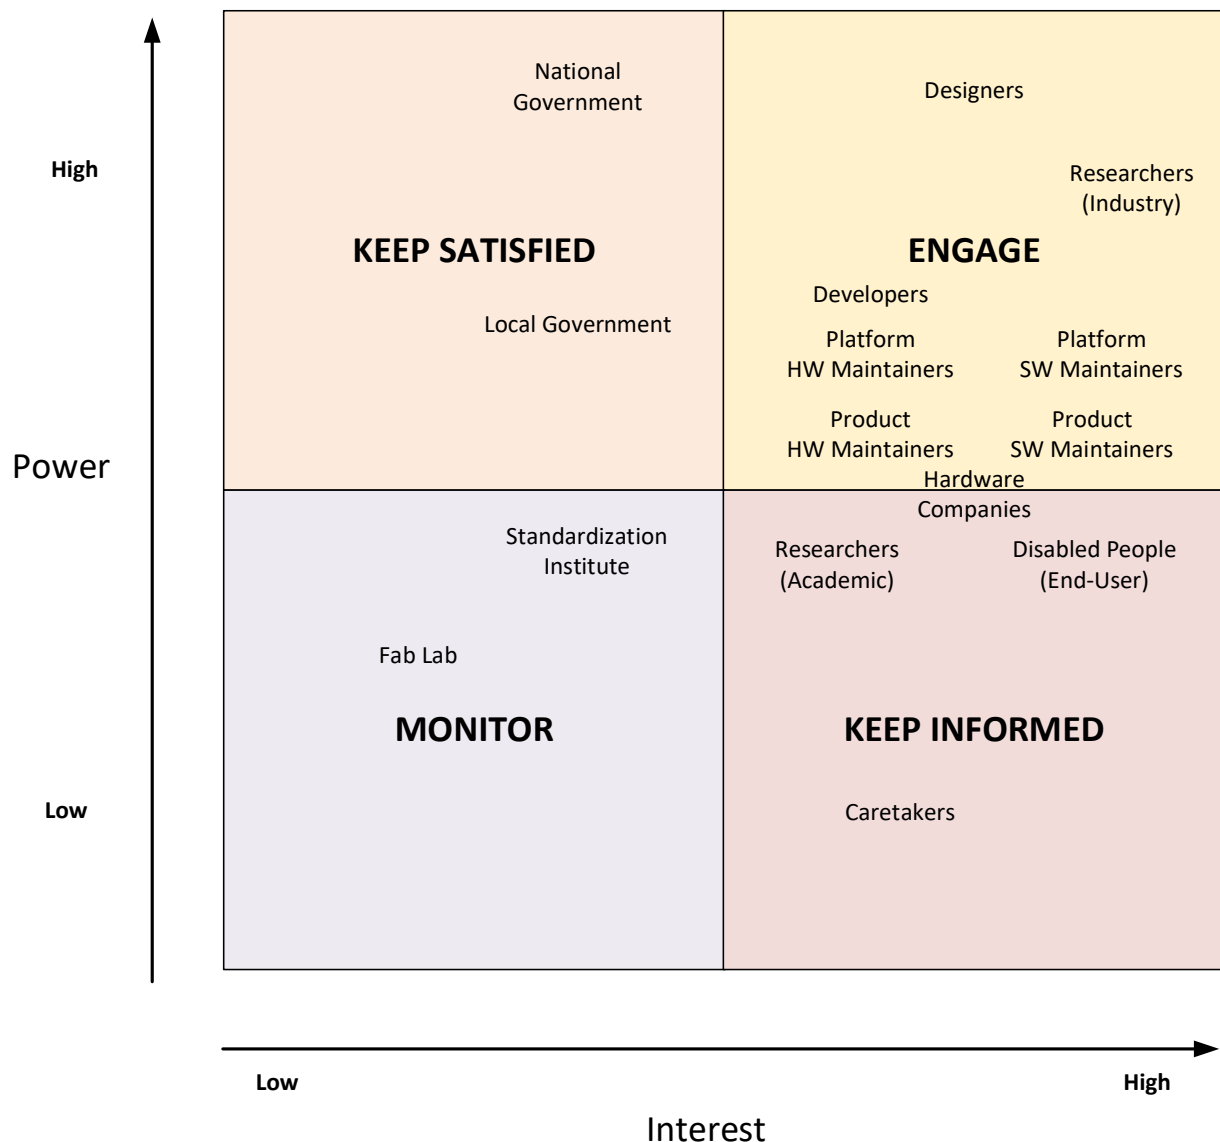 National
Government
Designers
High
Researchers
(Industry)
KEEP SATISFIED
ENGAGE
Developers
Local Government
Platform
HW Maintainers
Platform
SW Maintainers
Product
HW Maintainers
Product
SW Maintainers
Power
Hardware
Companies
Standardization
Institute
Researchers
(Academic)
Disabled People
(End-User)
Fab Lab
MONITOR
KEEP INFORMED
Low
Caretakers
Low
High
Interest